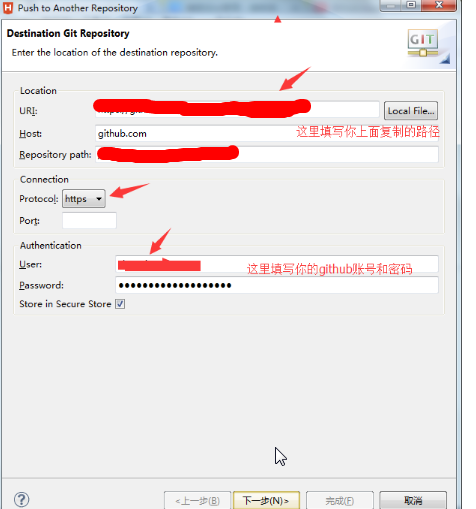 Push to Another Repository
Destination Git Repository
Enter the location of the destination repository.
GIT
Location
URI:
Local File...
Host: github.com
这里填写你上面复制的路径
Repository path:
Connection
Protocol: https
Port:
Authentication
User:
这里填写你的github账号和密码
Password:
Store in Secure Store
<上一步(B)
下一步(N)>
完成(F)
取消